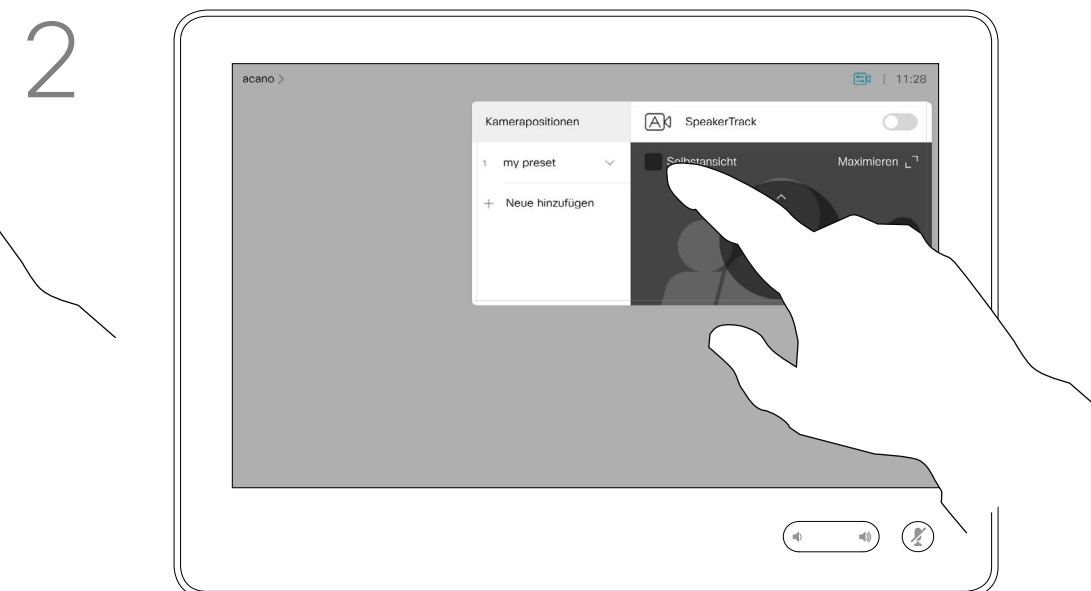 2
acano >
11:28
Kamerapositionen
SpeakerTrack
1 my preset
Selbstansicht
Maximieren
+ Neue hinzufügen